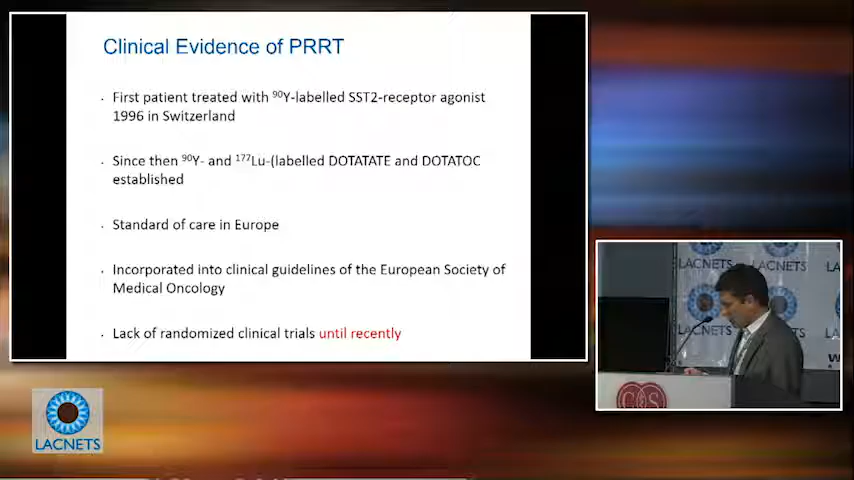 Clinical Evidence of PRRT
· First patient treated with ⁹⁰Y-labelled SST2-receptor agonist
1996 in Switzerland
· Since then ⁹⁰Y- and ¹⁷⁷Lu-(labelled DOTATATE and DOTATOC
established
· Standard of care in Europe
· Incorporated into clinical guidelines of the European Society of
Medical Oncology
· Lack of randomized clinical trials until recently
LACNETS
LACNETS
LACNETS
LACNETS
LACNETS